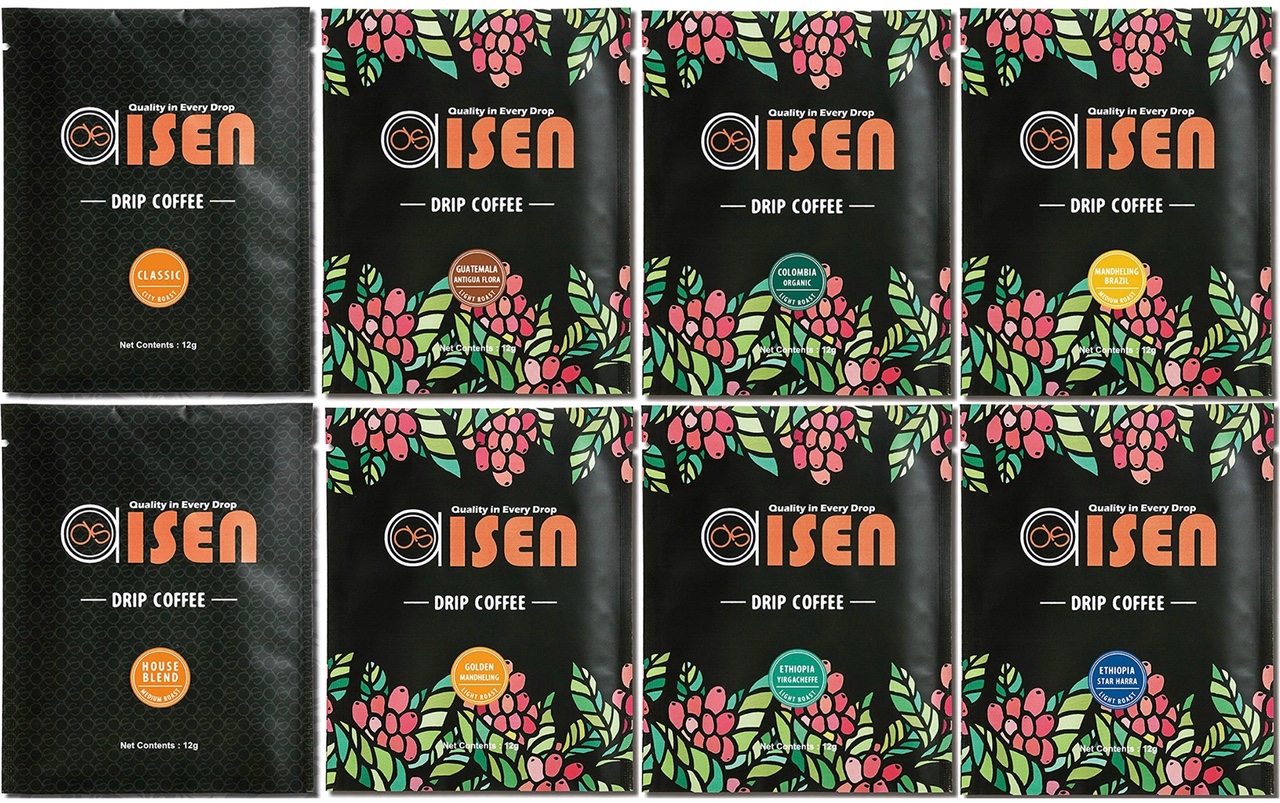 Quality in Every Drop
aISEN
DRIP COFFEE
CLASSIC
CITY ROAST
Net Contents : 12g
Quality in Every Drop
aISEN
DRIP COFFEE
GUATEMALA
ANTIGUA FLORA
LIGHT ROAST
Net Contents : 12g
Quality in Every Drop
aISEN
DRIP COFFEE
COLOMBIA
ORGANIC
LIGHT ROAST
Net Contents : 12g
Quality in Every Drop
aISEN
DRIP COFFEE
MANDHELING
BRAZIL
MEDIUM ROAST
Net Contents : 12g
Quality in Every Drop
aISEN
DRIP COFFEE
HOUSE
BLEND
MEDIUM ROAST
Net Contents : 12g
Quality in Every Drop
aISEN
DRIP COFFEE
GOLDEN
MANDHELING
LIGHT ROAST
Net Contents : 12g
Quality in Every Drop
aISEN
DRIP COFFEE
ETHIOPIA
YIRGACHEFFE
LIGHT ROAST
Net Contents : 12g
Quality in Every Drop
aISEN
DRIP COFFEE
ETHIOPIA
STAR HARRA
LIGHT ROAST
Net Contents : 12g